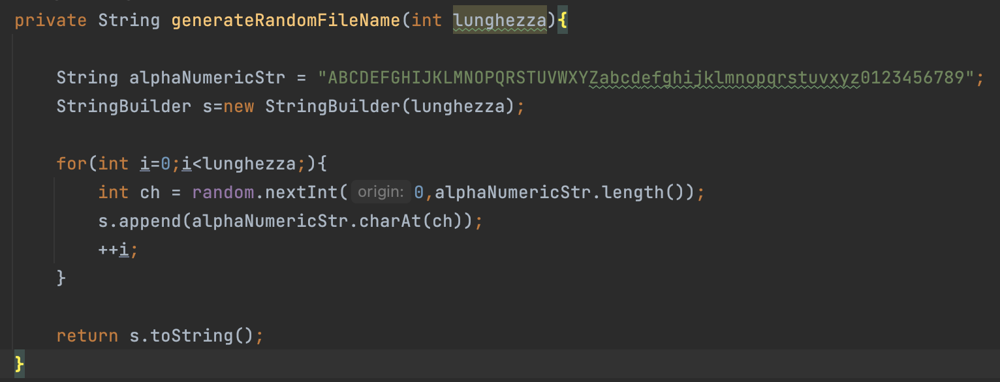 private String generateRandomFileName(int lunghezza){
String alphaNumericStr = "ABCDEFGHIJKLMNOPQRSTUVWXYZabcdefghijklmnopqrstuvxyz0123456789";
StringBuilder s=new StringBuilder(lunghezza);
for(int i=0;i<lunghezza;){
int ch = random.nextInt( origin: 0,alphaNumericStr.length());
s.append(alphaNumericStr.charAt(ch));
++i;
}
return s.toString();
}